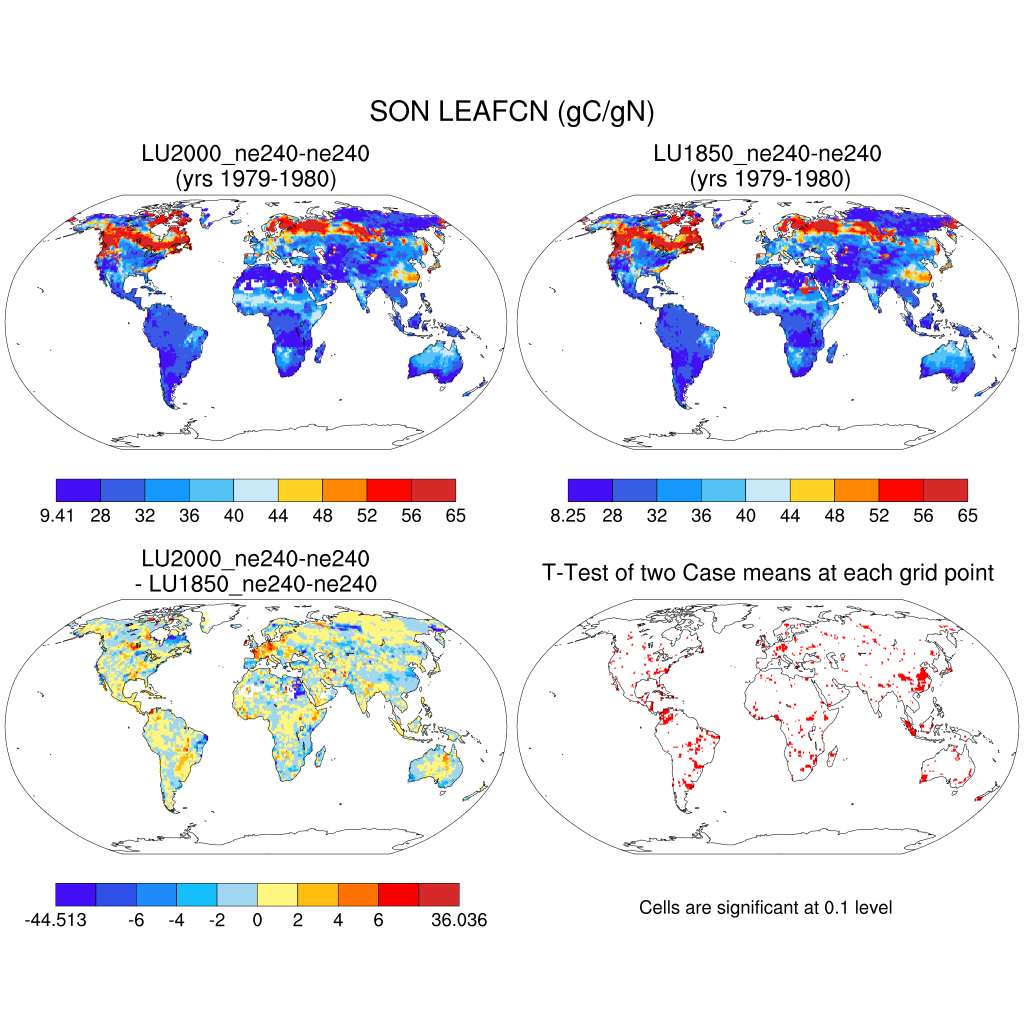 SON LEAFCN (gC/gN)
LU2000_ne240-ne240
(yrs 1979-1980)
LU1850_ne240-ne240
(yrs 1979-1980)
9.41 28 32 36 40 44 48 52 56 65
8.25 28 32 36 40 44 48 52 56 65
LU2000_ne240-ne240
- LU1850_ne240-ne240
T-Test of two Case means at each grid point
-44.513 -6 -4 -2 0 2 4 6 36.036
Cells are significant at 0.1 level